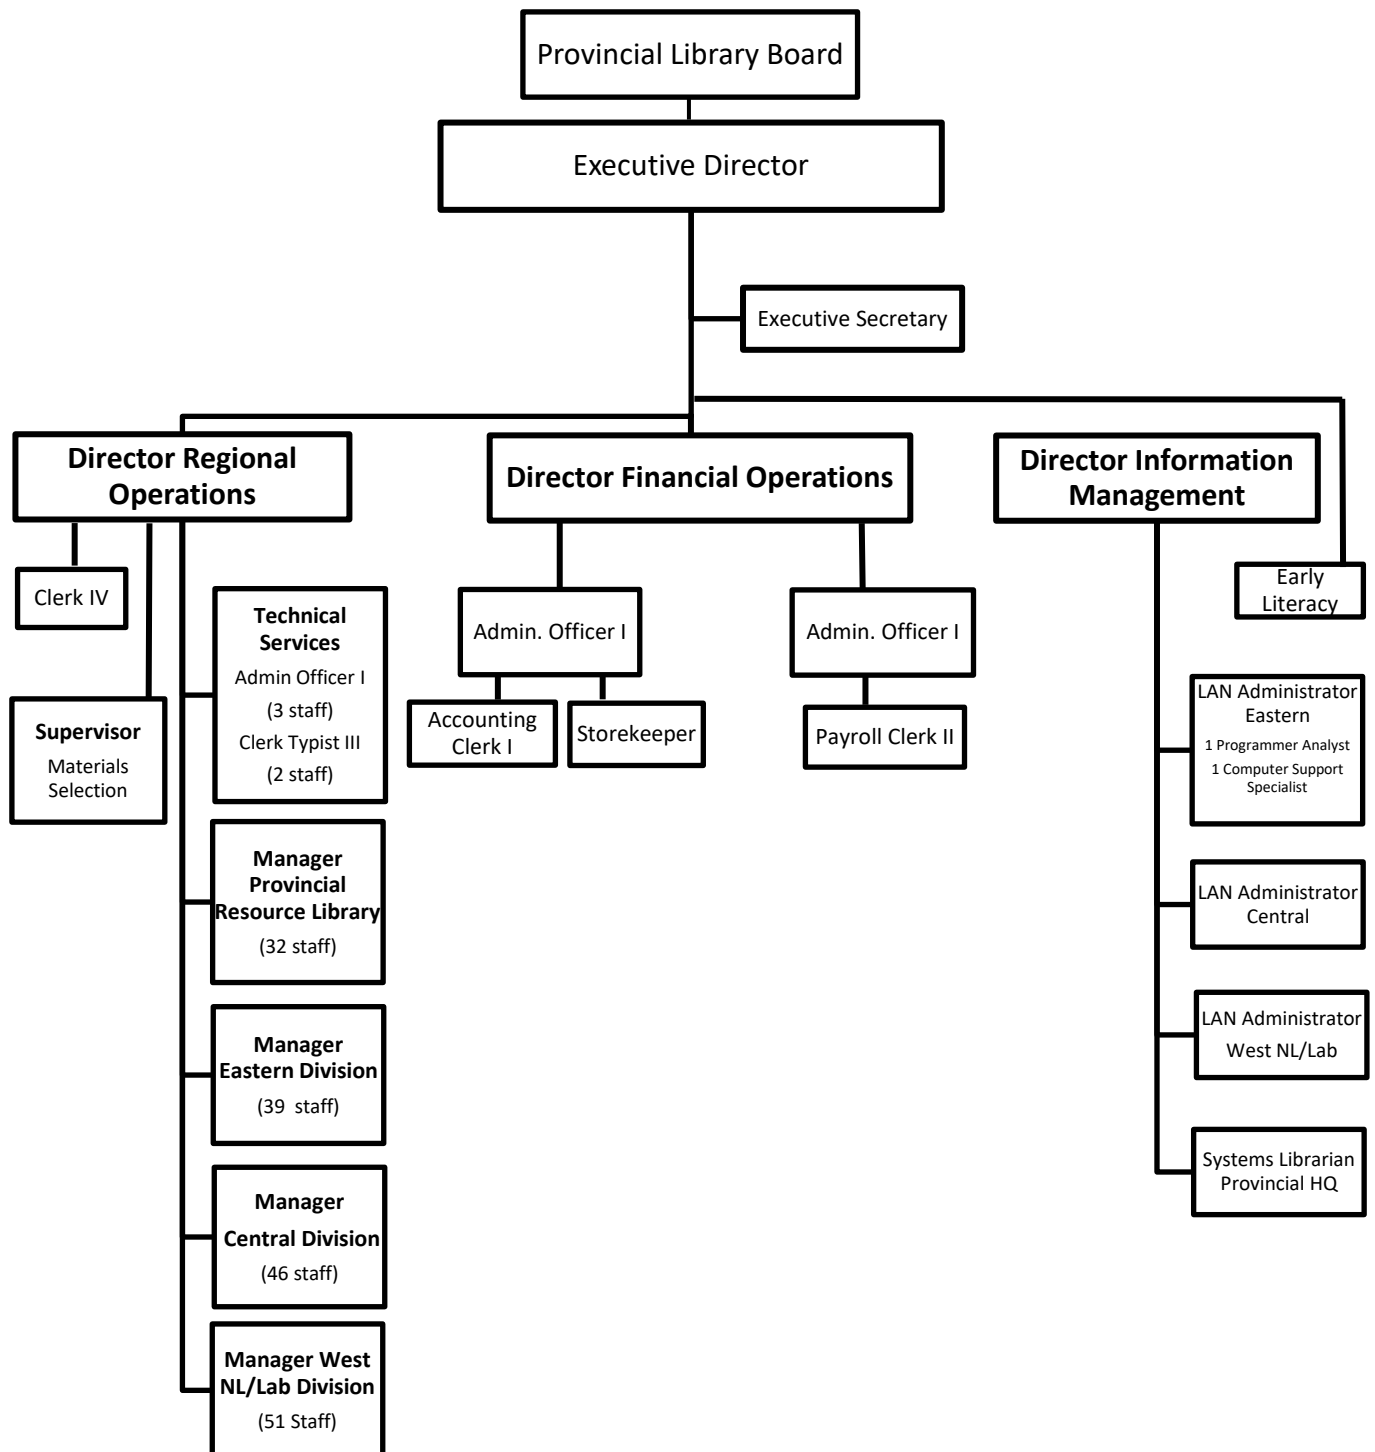 Provincial Library Board
Executive Director
Executive Secretary
Director Regional
Operations
Director Financial Operations
Director Information
Management
Clerk IV
Supervisor
Materials
Selection
Technical
Services
Admin Officer I
(3 staff)
Clerk Typist III
(2 staff)
Manager
Provincial
Resource Library
(32 staff)
Manager
Eastern Division
(39 staff)
Manager
Central Division
(46 staff)
Manager West
NL/Lab Division
(51 Staff)
Admin. Officer I
Accounting
Clerk I
Storekeeper
Admin. Officer I
Payroll Clerk II
Early
Literacy
LAN Administrator
Eastern
1 Programmer Analyst
1 Computer Support
Specialist
LAN Administrator
Central
LAN Administrator
West NL/Lab
Systems Librarian
Provincial HQ